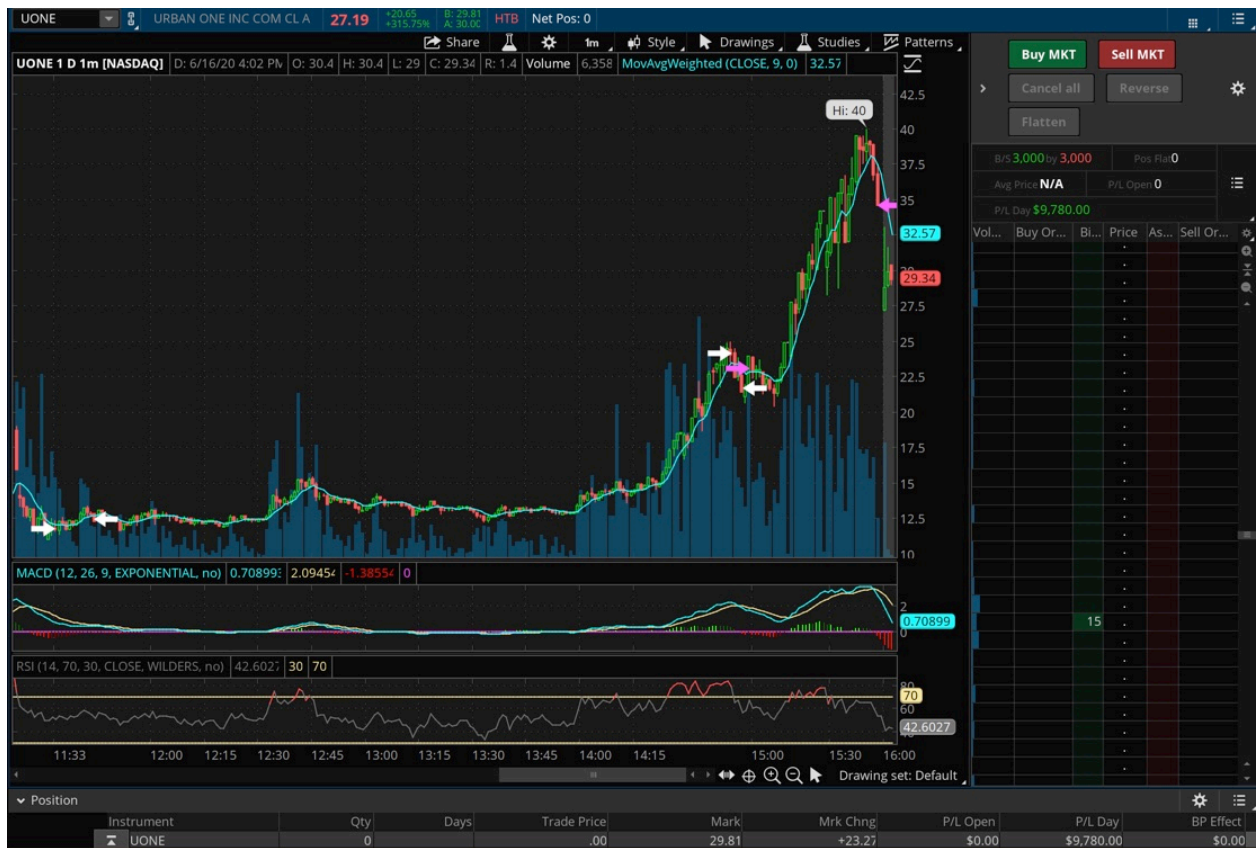 UONE URBAN ONE INC COM CL A 27.19 +20.65 +315.75% B: 29.81 A: 30.00 HTB Net Pos: 0
Share 1m Style Drawings Studies Patterns
UONE 1 D 1m [NASDAQ] D: 6/16/20 4:02 PM O: 30.4 H: 30.4 L: 29 C: 29.34 R: 1.4 Volume 6,358 MovAvgWeighted (CLOSE, 9, 0) 32.57
Hi: 40
42.5
40
37.5
35
32.57
30
29.34
27.5
25
22.5
20
17.5
15
12.5
10
MACD (12, 26, 9, EXPONENTIAL, no) 0.70899 2.09454 -1.38554 0
2
0.70899
0
RSI (14, 70, 30, CLOSE, WILDERS, no) 42.6027 30 70
80
70
60
42.6027
11:33 12:00 12:15 12:30 12:45 13:00 13:15 13:30 13:45 14:00 14:15 15:00 15:30 16:00
Drawing set: Default
Buy MKT Sell MKT
Cancel all Reverse
Flatten
B/S 3,000 by 3,000 Pos Flat 0
Avg Price N/A P/L Open 0
P/L Day $9,780.00
Vol... Buy Or... Bi... Price As... Sell Or...
15
Position
Instrument Qty Days Trade Price Mark Mrk Chng P/L Open P/L Day BP Effect
UONE 0 .00 29.81 +23.27 $0.00 $9,780.00 $0.00